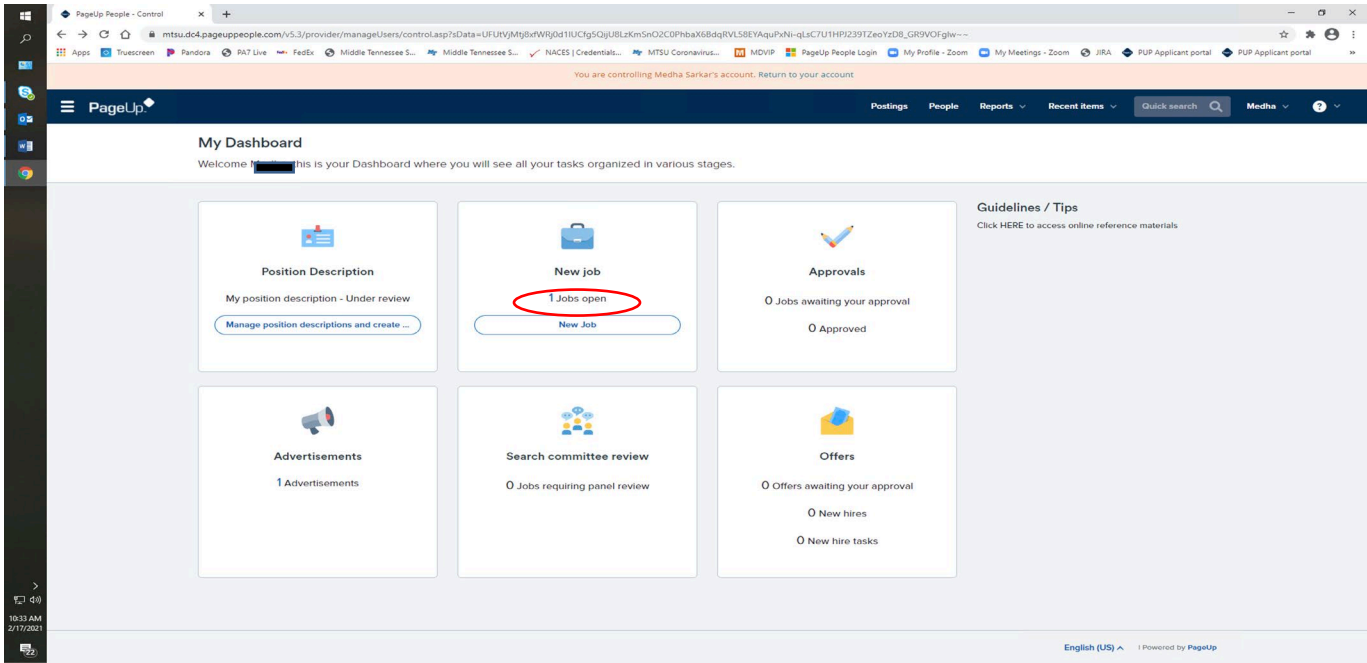 PageUp People - Control
mtsu.dc4.pageuppeople.com/v5.3/provider/manageUsers/control.asp?sData=
Apps Truescreen Pandora PA7 Live FedEx Middle Tennessee S... Middle Tennessee S... NACES | Credentials... MTSU Coronavirus... MDVIP PageUp People Login My Profile - Zoom My Meetings - Zoom JIRA PUP Applicant portal PUP Applicant portal »
You are controlling Medha Sarkar's account. Return to your account
PageUp. Postings People Reports Recent items Quick search Medha ?
My Dashboard
Welcome this is your Dashboard where you will see all your tasks organized in various stages.
Position Description
My position description - Under review
Manage position descriptions and create ...
New job
1 Jobs open
New Job
Approvals
0 Jobs awaiting your approval
0 Approved
Guidelines / Tips
Click HERE to access online reference materials
Advertisements
1 Advertisements
Search committee review
0 Jobs requiring panel review
Offers
0 Offers awaiting your approval
0 New hires
0 New hire tasks
10:33 AM
2/17/2021
22
English (US) | Powered by PageUp